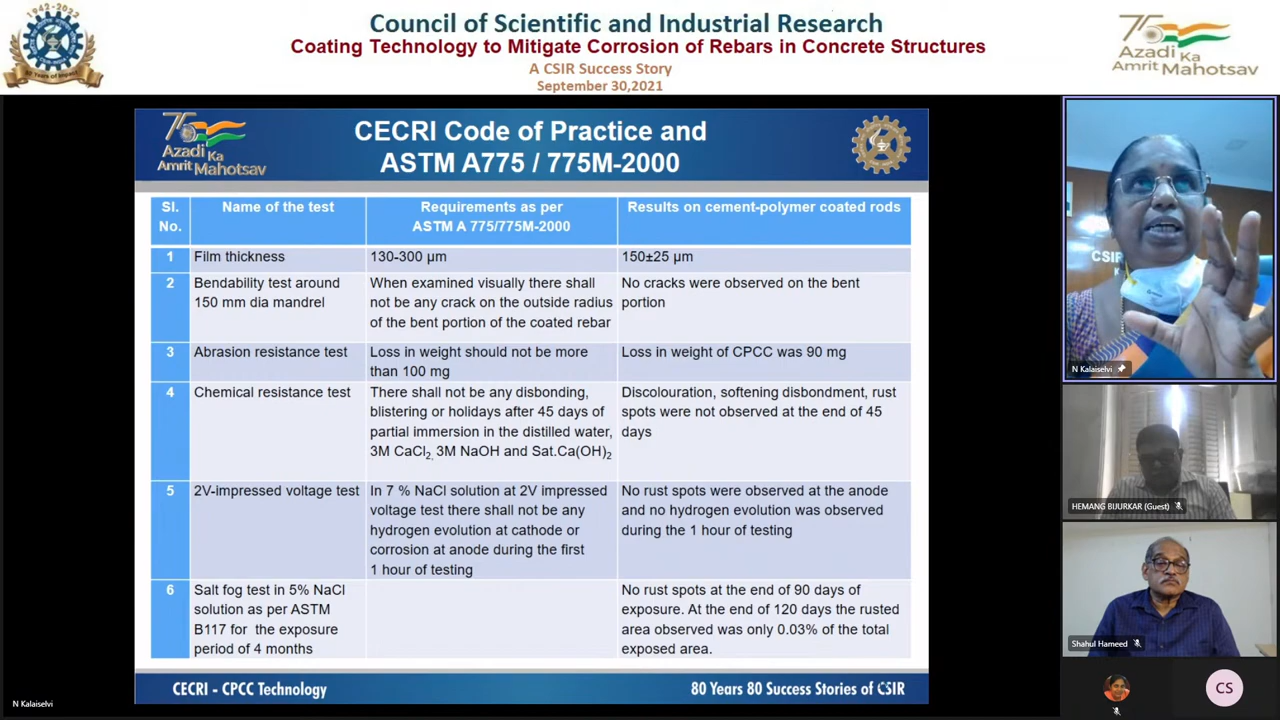 1942-2022
80 Years of Impact
Council of Scientific and Industrial Research
Coating Technology to Mitigate Corrosion of Rebars in Concrete Structures
A CSIR Success Story
September 30,2021
75
Azadi Ka
Amrit Mahotsav
75
Azadi Ka
Amrit Mahotsav
CECRI Code of Practice and
ASTM A775 / 775M-2000
Sl.
No.
Name of the test
Requirements as per
ASTM A 775/775M-2000
Results on cement-polymer coated rods
1
Film thickness
130-300 µm
150±25 µm
2
Bendability test around
150 mm dia mandrel
When examined visually there shall
not be any crack on the outside radius
of the bent portion of the coated rebar
No cracks were observed on the bent
portion
3
Abrasion resistance test
Loss in weight should not be more
than 100 mg
Loss in weight of CPCC was 90 mg
4
Chemical resistance test
There shall not be any disbonding,
blistering or holidays after 45 days of
partial immersion in the distilled water,
3M CaCl2, 3M NaOH and Sat.Ca(OH)2
Discolouration, softening disbondment, rust
spots were not observed at the end of 45
days
5
2V-impressed voltage test
In 7 % NaCl solution at 2V impressed
voltage test there shall not be any
hydrogen evolution at cathode or
corrosion at anode during the first
1 hour of testing
No rust spots were observed at the anode
and no hydrogen evolution was observed
during the 1 hour of testing
6
Salt fog test in 5% NaCl
solution as per ASTM
B117 for the exposure
period of 4 months
No rust spots at the end of 90 days of
exposure. At the end of 120 days the rusted
area observed was only 0.03% of the total
exposed area.
CECRI - CPCC Technology
80 Years 80 Success Stories of CSIR
N Kalaiselvi
CSI
N Kalaiselvi
HEMANG BIJURKAR (Guest)
Shahul Hameed
CS